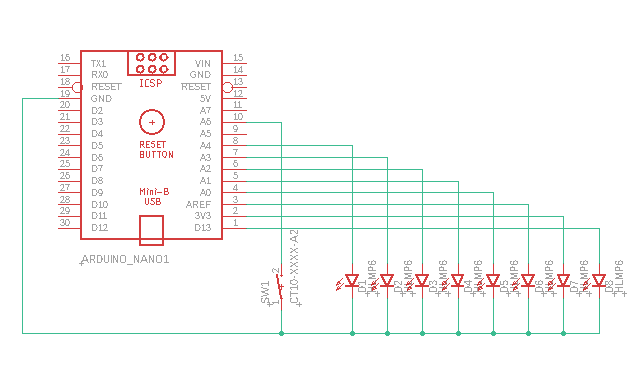 16 TX1 VIN 15
17 RX0 GND 14
18 RESET RESET 13
19 GND 5V 12
20 D2 A7 11
21 D3 A6 10
22 D4 A5 9
23 D5 A4 8
24 D6 A3 7
25 D7 A2 6
26 D8 A1 5
27 D9 A0 4
28 D10 AREF 3
29 D11 3V3 2
30 D12 D13 1
ICSP
RESET
BUTTON
Mini-B
USB
ARDUINO_NANO1
SW1
2
1
CT10-XXXX-A2
D1
HLMP6
D2
HLMP6
D3
HLMP6
D4
HLMP6
D5
HLMP6
D6
HLMP6
D7
HLMP6
D8
HLMP6